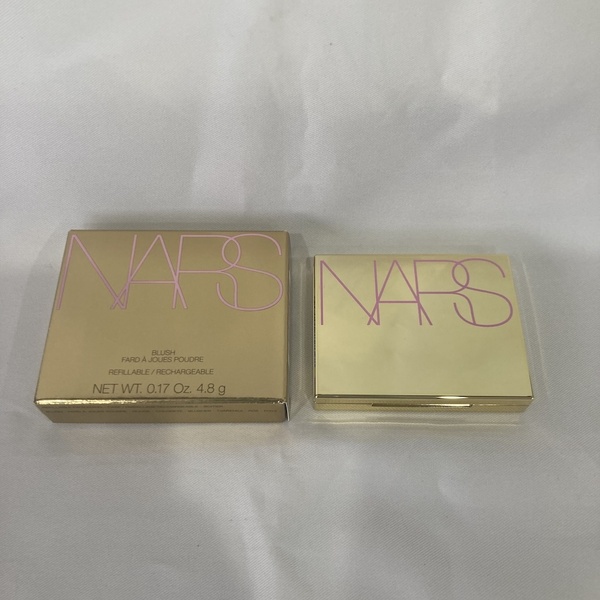 NARS
BLUSH
FARD À JOUES POUDRE
REFILLABLE / RECHARGEABLE
NET WT. 0.17 Oz. 4.8 g
NARS